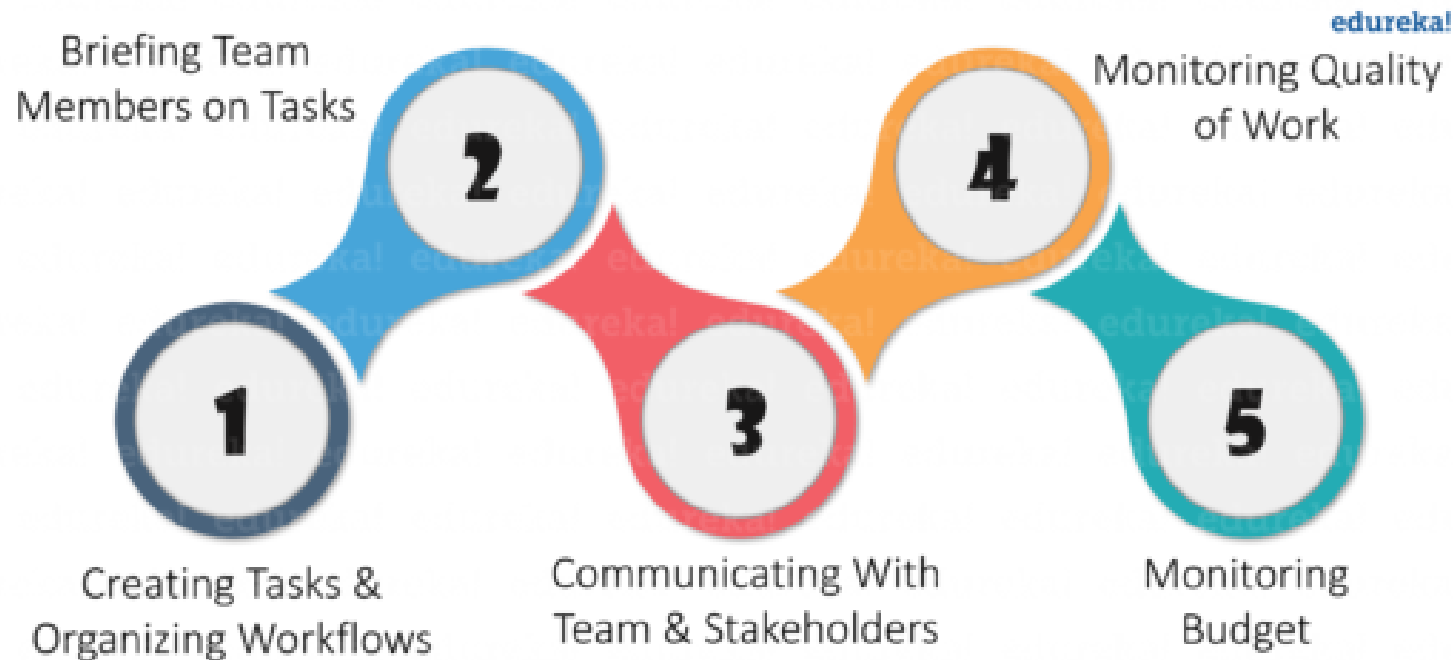 edureka!
Briefing Team
Members on Tasks
2
4
Monitoring Quality
of Work
1
3
5
Creating Tasks &
Organizing Workflows
Communicating With
Team & Stakeholders
Monitoring
Budget